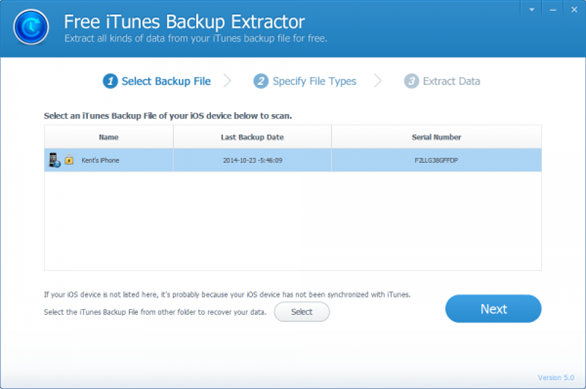 Free iTunes Backup Extractor
Extract all kinds of data from your iTunes backup file for free.
1 Select Backup File 2 Specify File Types 3 Extract Data
Select an iTunes Backup File of your iOS device below to scan.
Name Last Backup Date Serial Number
Kent's iPhone 2014-10-23 -5:46:09 F2LLG38GFFDP
If your iOS device is not listed here, it's probably because your iOS device has not been synchronized with iTunes.
Select the iTunes Backup File from other folder to recover your data. Select
Next
Version 5.0